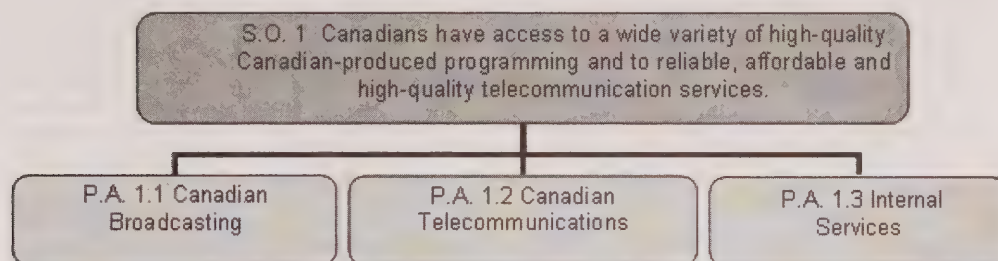 S.O. 1 Canadians have access to a wide variety of high-quality
Canadian-produced programming and to reliable, affordable and
high-quality telecommunication services.
P.A. 1.1 Canadian
Broadcasting
P.A. 1.2 Canadian
Telecommunications
P.A. 1.3 Internal
Services